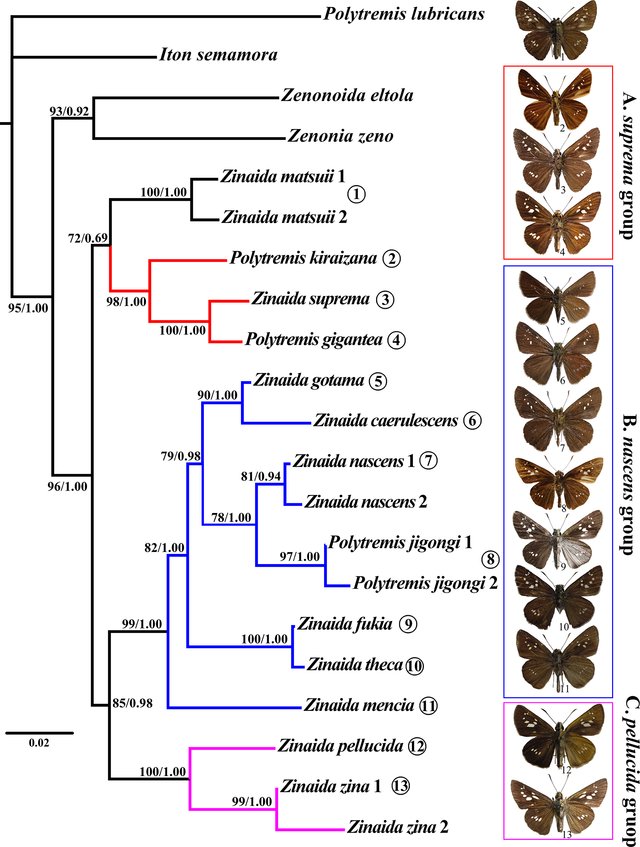 Polytremis lubricans
Iton semamora
Zenonoida eltola
93/0.92
Zenonia zeno
Zinaida matsuii 1
100/1.00
①
Zinaida matsuii 2
72/0.69
Polytremis kiraizana ②
98/1.00
Zinaida suprema ③
95/1.00
100/1.00
Polytremis gigantea ④
Zinaida gotama ⑤
90/1.00
Zinaida caerulescens ⑥
79/0.98
Zinaida nascens 1 ⑦
81/0.94
96/1.00
Zinaida nascens 2
78/1.00
Polytremis jigongi 1
82/1.00
97/1.00
⑧
Polytremis jigongi 2
99/1.00
Zinaida fukia ⑨
100/1.00
Zinaida theca ⑩
85/0.98
Zinaida mencia ⑪
0.02
Zinaida pellucida ⑫
100/1.00
Zinaida zina 1 ⑬
99/1.00
Zinaida zina 2
1
2
3
4
A. suprema group
5
6
7
8
9
10
11
B. nascens group
12
13
C. pellucida gruop